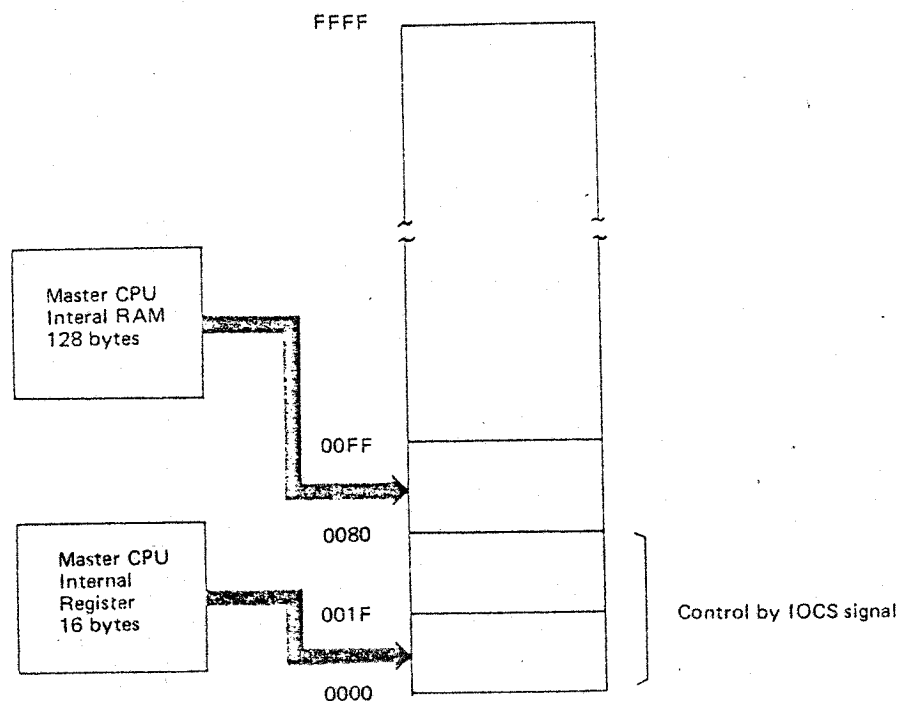 FFFF
Master CPU
Interal RAM
128 bytes
00FF
0080
Master CPU
Internal
Register
16 bytes
001F
Control by IOCS signal
0000